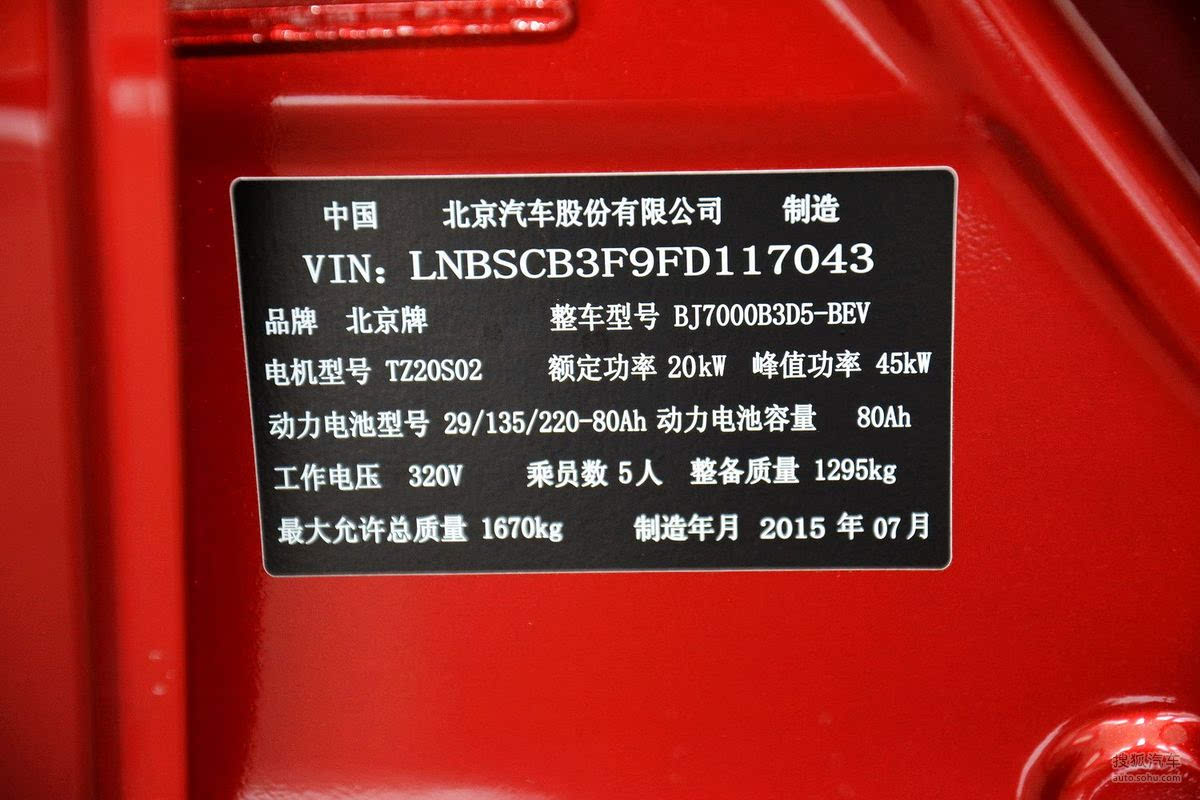 中国 北京汽车股份有限公司 制造
VIN: LNBSCB3F9FD117043
品牌 北京牌 整车型号 BJ7000B3D5-BEV
电机型号 TZ20S02 额定功率 20kW 峰值功率 45kW
动力电池型号 29/135/220-80Ah 动力电池容量 80Ah
工作电压 320V 乘员数 5人 整备质量 1295kg
最大允许总质量 1670kg 制造年月 2015 年 07月
搜狐汽车
auto.sohu.com